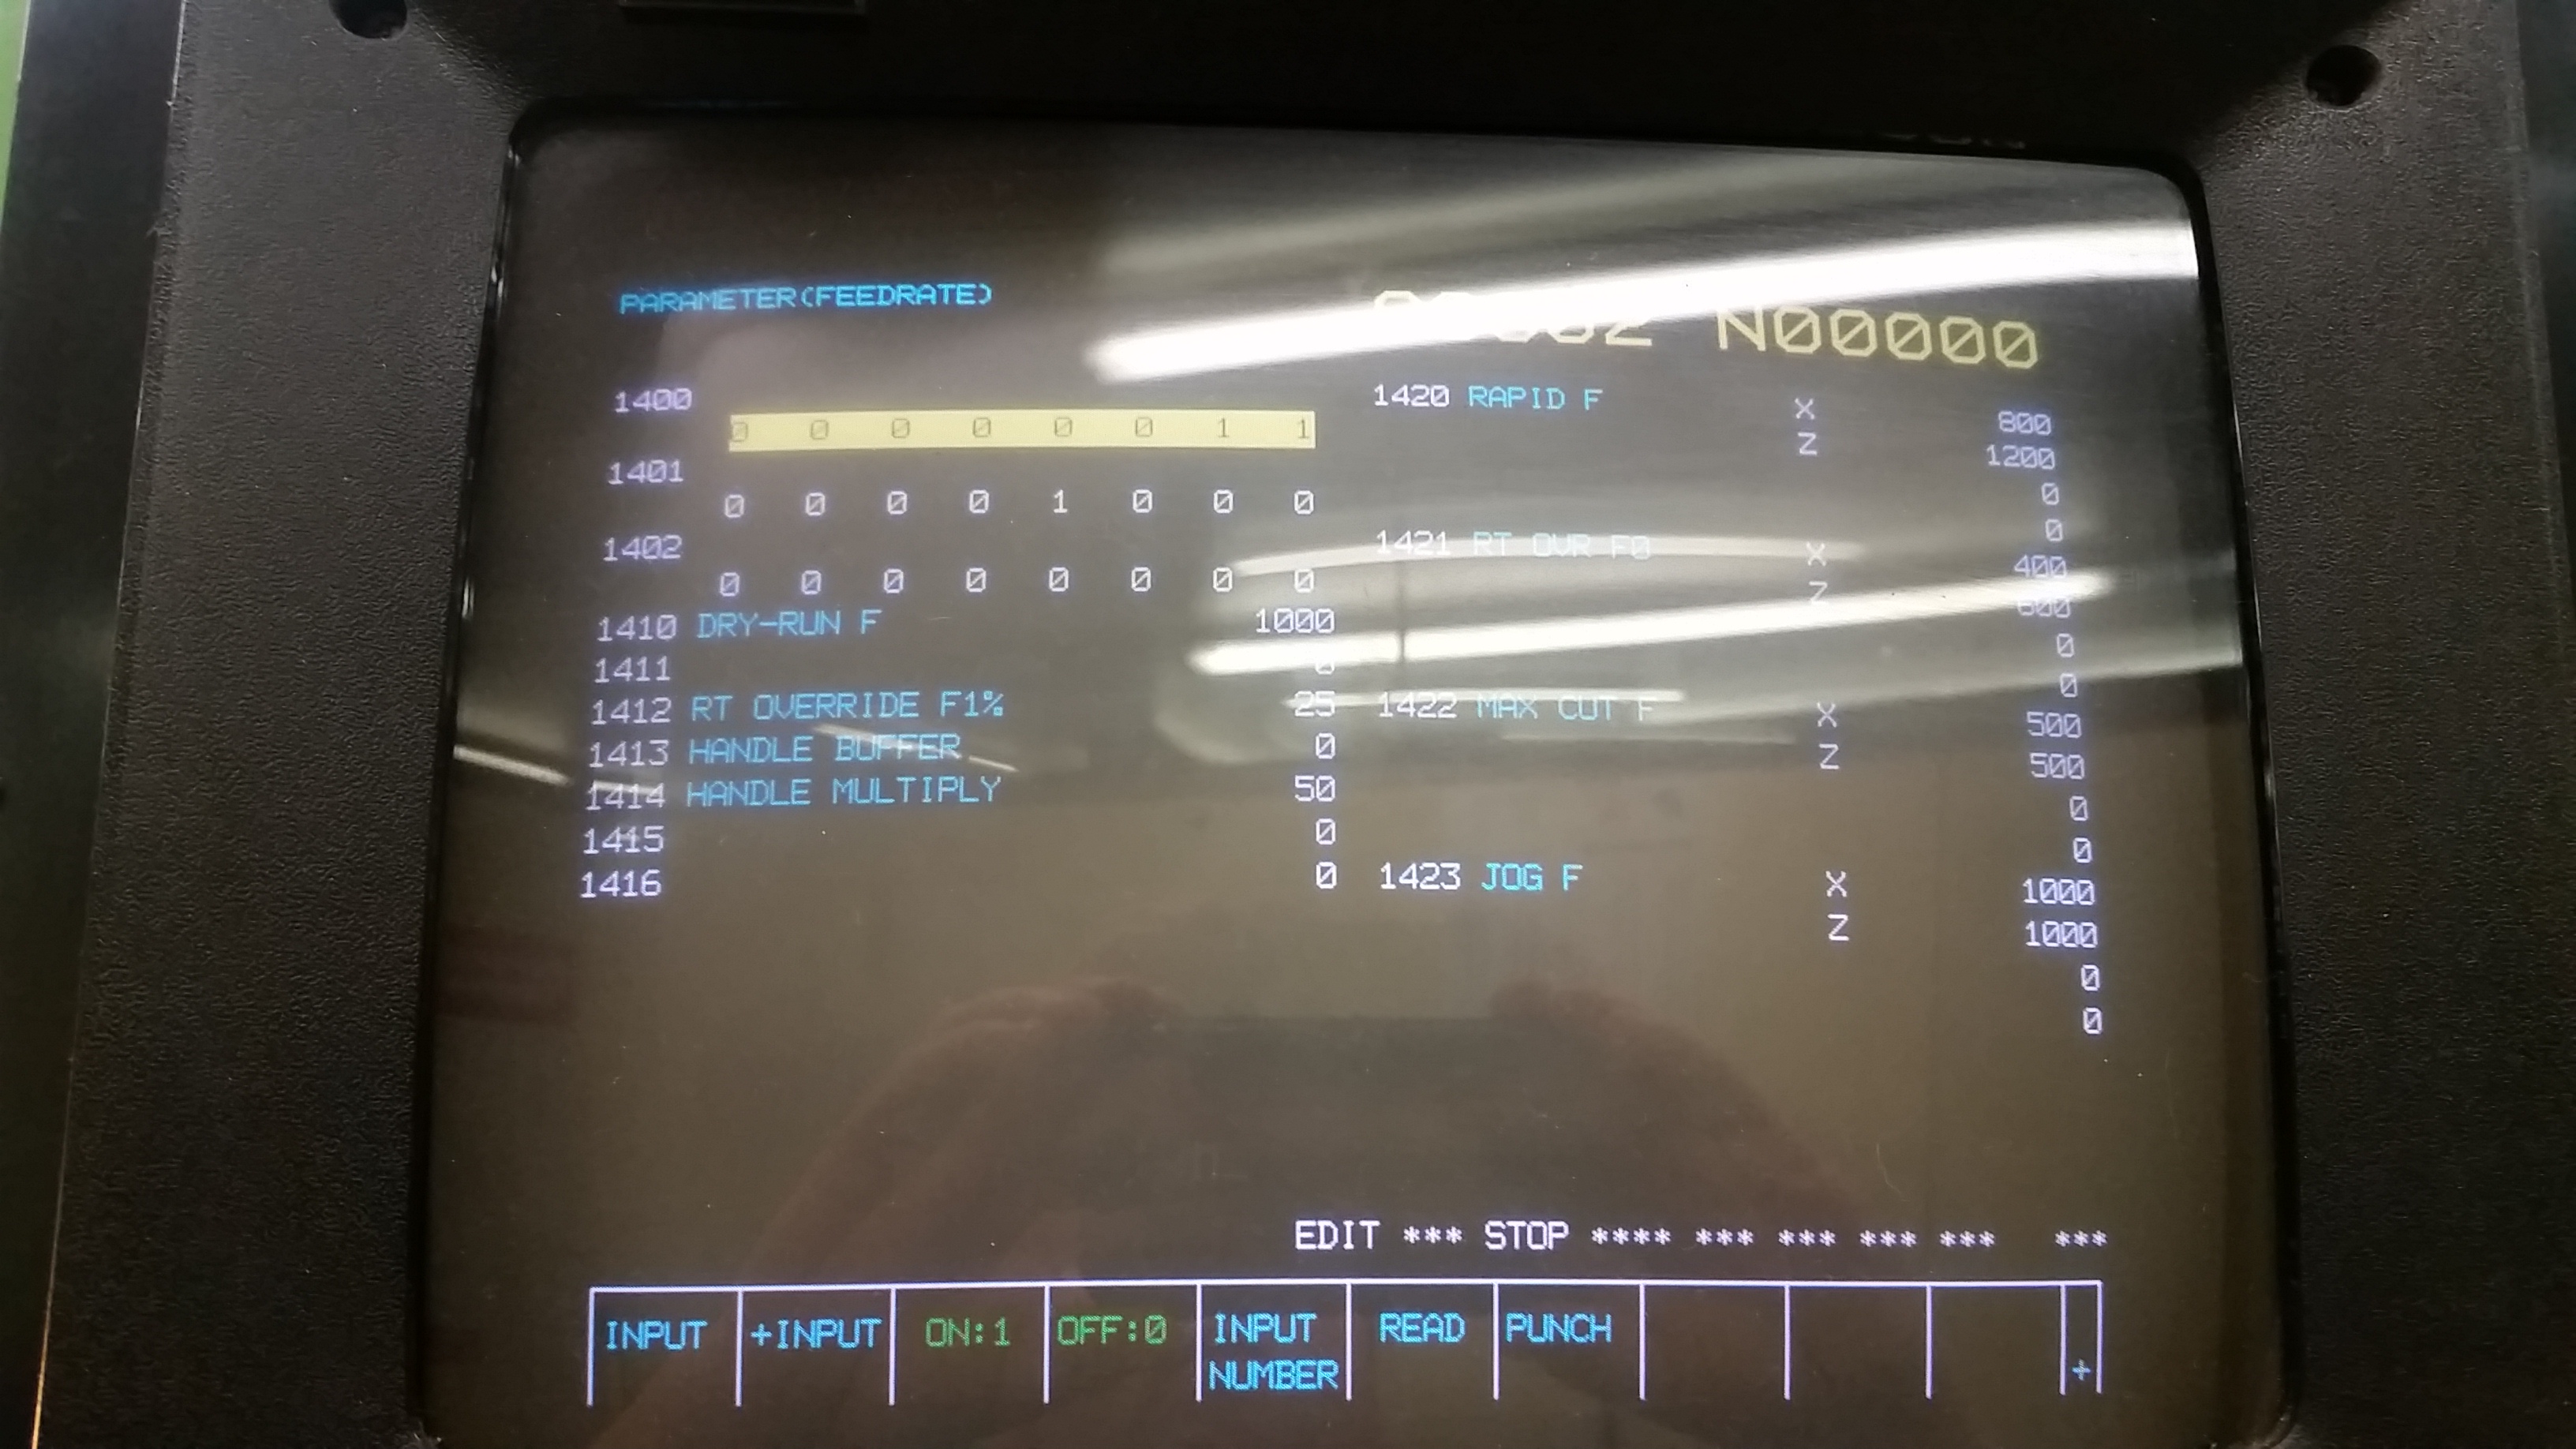 PARAMETER(FEEDRATE)
N00000
1400
0 0 0 0 0 0 1 1
1401
0 0 0 0 1 0 0 0
1402
0 0 0 0 0 0 0 0
1410 DRY-RUN F 1000
1411 0
1412 RT OVERRIDE F1% 25
1413 HANDLE BUFFER 0
1414 HANDLE MULTIPLY 50
1415 0
1416 0
1420 RAPID F X 800
Z 1200
0
0
1421 RT OVR F0 X 400
Z 600
0
0
1422 MAX CUT F X 500
Z 500
0
0
1423 JOG F X 1000
Z 1000
0
0
EDIT *** STOP **** *** *** *** *** ***
INPUT +INPUT ON:1 OFF:0 INPUT NUMBER READ PUNCH +